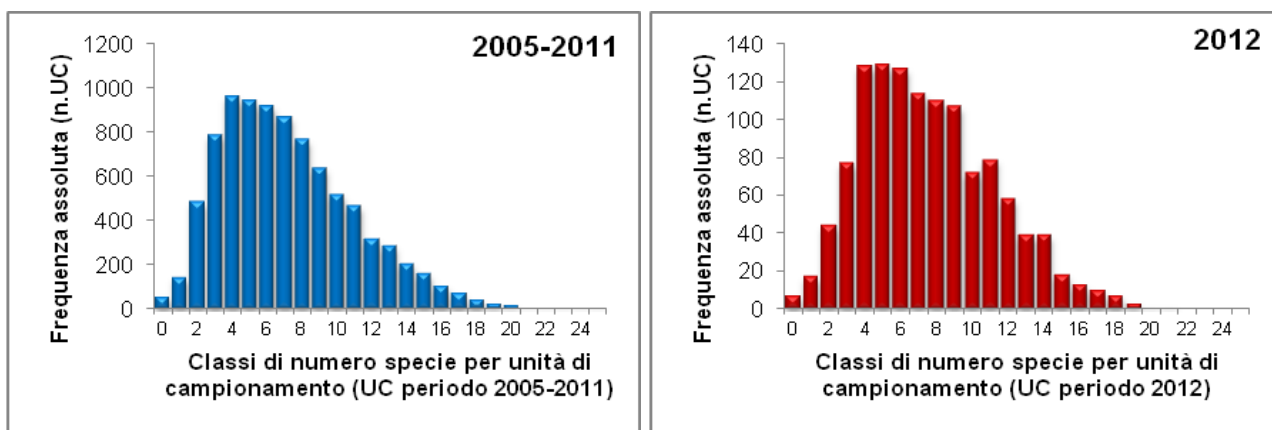 2005-2011
Frequenza assoluta (n.UC)
1200
1000
800
600
400
200
0
0 2 4 6 8 10 12 14 16 18 20 22 24
Classi di numero specie per unità di
campionamento (UC periodo 2005-2011)
2012
Frequenza assoluta (n.UC)
140
120
100
80
60
40
20
0
0 2 4 6 8 10 12 14 16 18 20 22 24
Classi di numero specie per unità di
campionamento (UC periodo 2012)